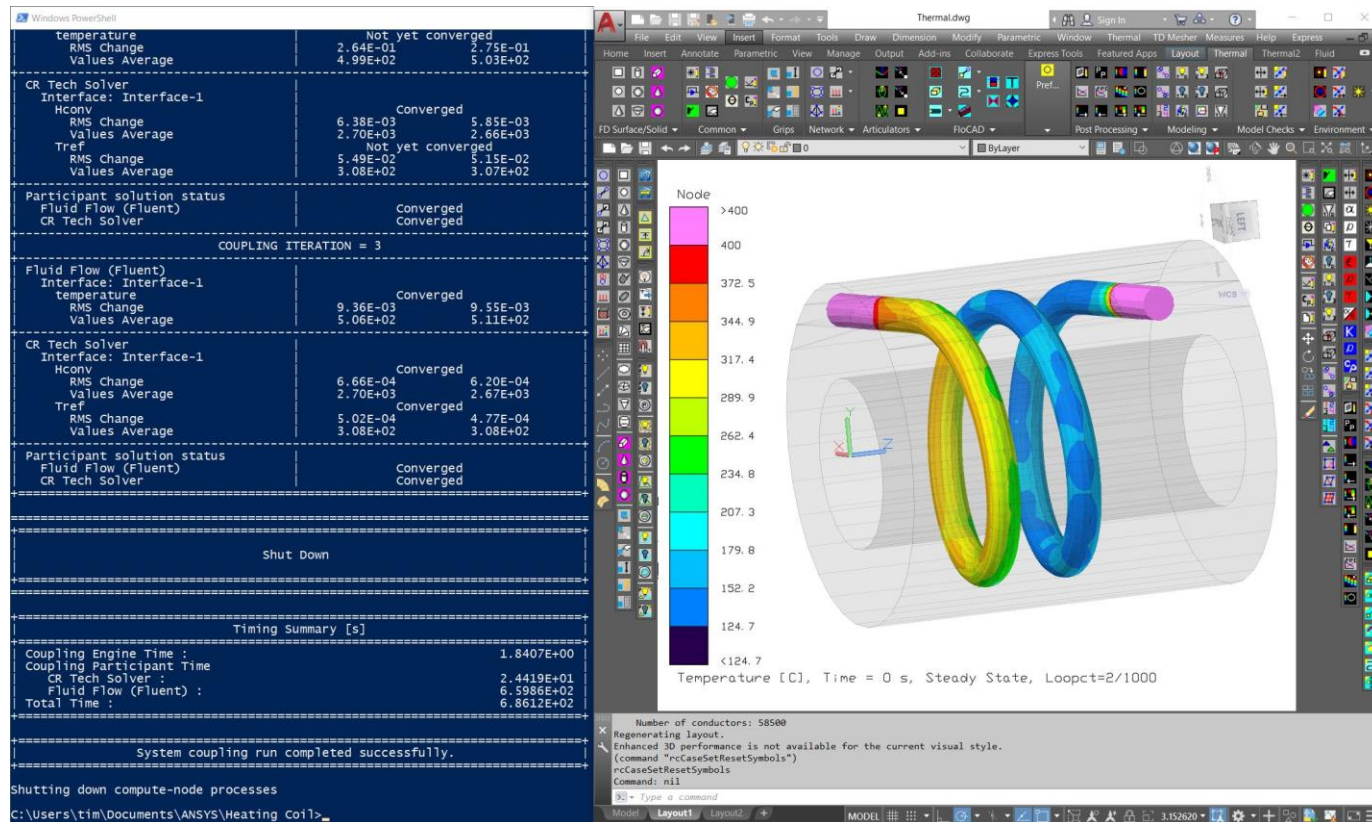 Windows PowerShell
temperature Not yet converged
RMS Change 2.64E-01 2.75E-01
Values Average 4.99E+02 5.03E+02
CR Tech Solver
Interface: Interface-1
Hconv Converged
RMS Change 6.38E-03 5.85E-03
Values Average 2.70E+03 2.66E+03
Tref Not yet converged
RMS Change 5.49E-02 5.15E-02
Values Average 3.08E+02 3.07E+02
Participant solution status
Fluid Flow (Fluent) Converged
CR Tech Solver Converged
COUPLING ITERATION = 3
Fluid Flow (Fluent)
Interface: Interface-1
temperature Converged
RMS Change 9.36E-03 9.55E-03
Values Average 5.06E+02 5.11E+02
CR Tech Solver
Interface: Interface-1
Hconv Converged
RMS Change 6.66E-04 6.20E-04
Values Average 2.70E+03 2.67E+03
Tref Converged
RMS Change 5.02E-04 4.77E-04
Values Average 3.08E+02 3.08E+02
Participant solution status
Fluid Flow (Fluent) Converged
CR Tech Solver Converged
Shut Down
Timing Summary [s]
Coupling Engine Time : 1.8407E+00
Coupling Participant Time
CR Tech Solver : 2.4419E+01
Fluid Flow (Fluent) : 6.5986E+02
Total Time : 6.8612E+02
System coupling run completed successfully.
Shutting down compute-node processes
C:\Users\tim\Documents\ANSYS\Heating Coil>_
Thermal.dwg Sign In
File Edit View Insert Format Tools Draw Dimension Modify Parametric Window Thermal TD Mesher Measures Help Express
Home Insert Annotate Parametric View Manage Output Add-ins Collaborate Express Tools Featured Apps Layout Thermal Thermal2 Fluid
Pref...
FD Surface/Solid Common Grips Network Articulators FloCAD Post Processing Modeling Model Checks Environment
0 ByLayer
Node
>400
400
372.5
344.9
317.4
289.9
262.4
234.8
207.3
179.8
152.2
124.7
<124.7
LEFT
WCS
X
Y
Z
Temperature [C], Time = 0 s, Steady State, Loopct=2/1000
Number of conductors: 58500
Regenerating layout.
Enhanced 3D performance is not available for the current visual style.
(command "rcCaseSetResetSymbols")
rcCaseSetResetSymbols
Command: nil
Type a command
Model Layout1 Layout2 +
MODEL 3.152620